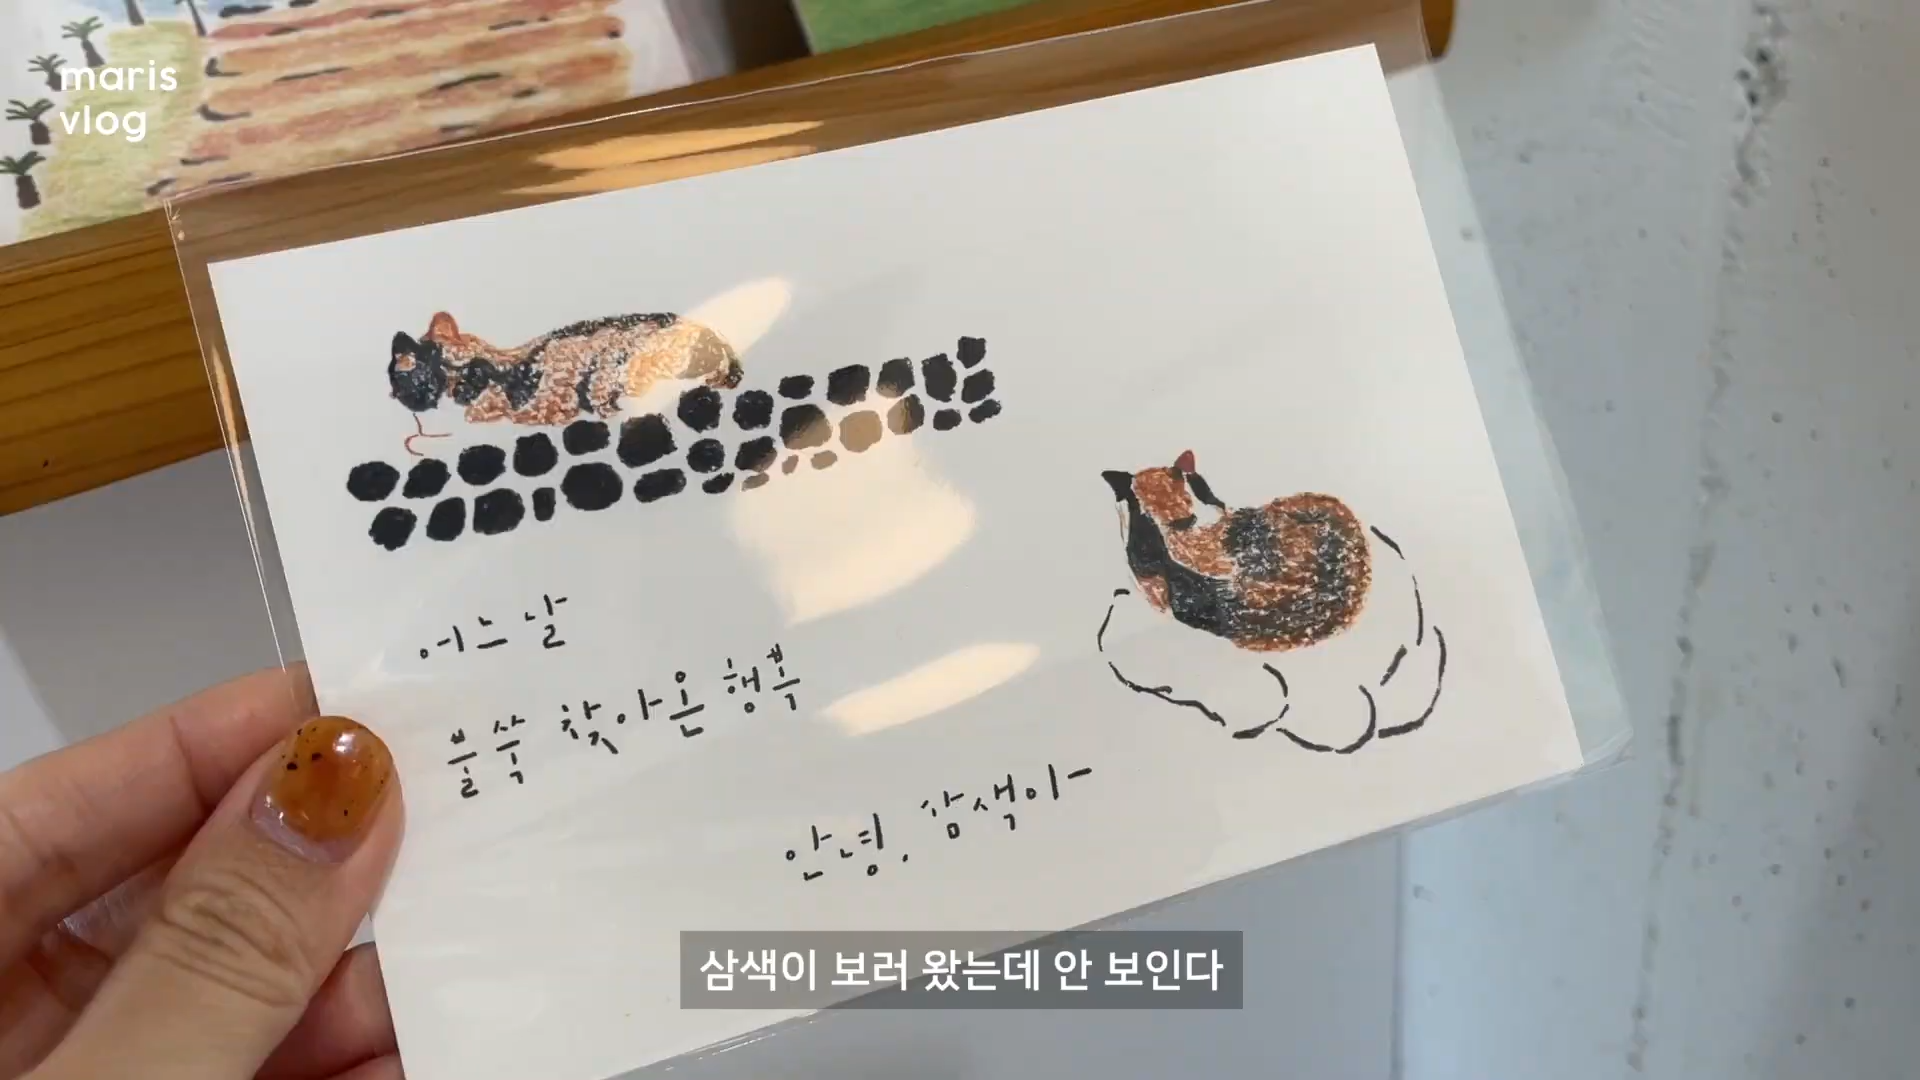 maris
vlog
어느 날
불쑥 찾아온 행복
안녕, 삼색이~
삼색이 보러 왔는데 안 보인다